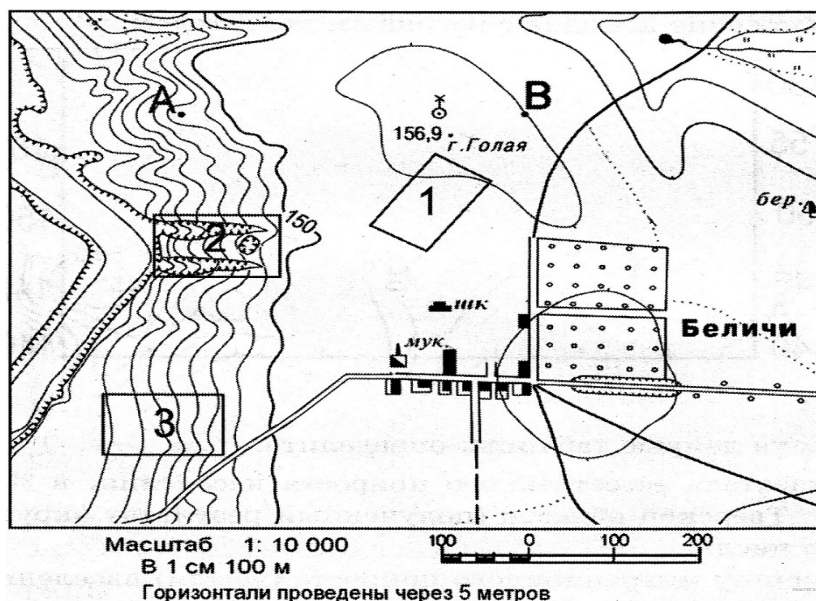 A
B
156,9
г.Голая
1
бер.
2
150
шк
Беличи
мук.
3
Масштаб 1: 10 000
В 1 см 100 м
Горизонтали проведены через 5 метров
100 0 100 200